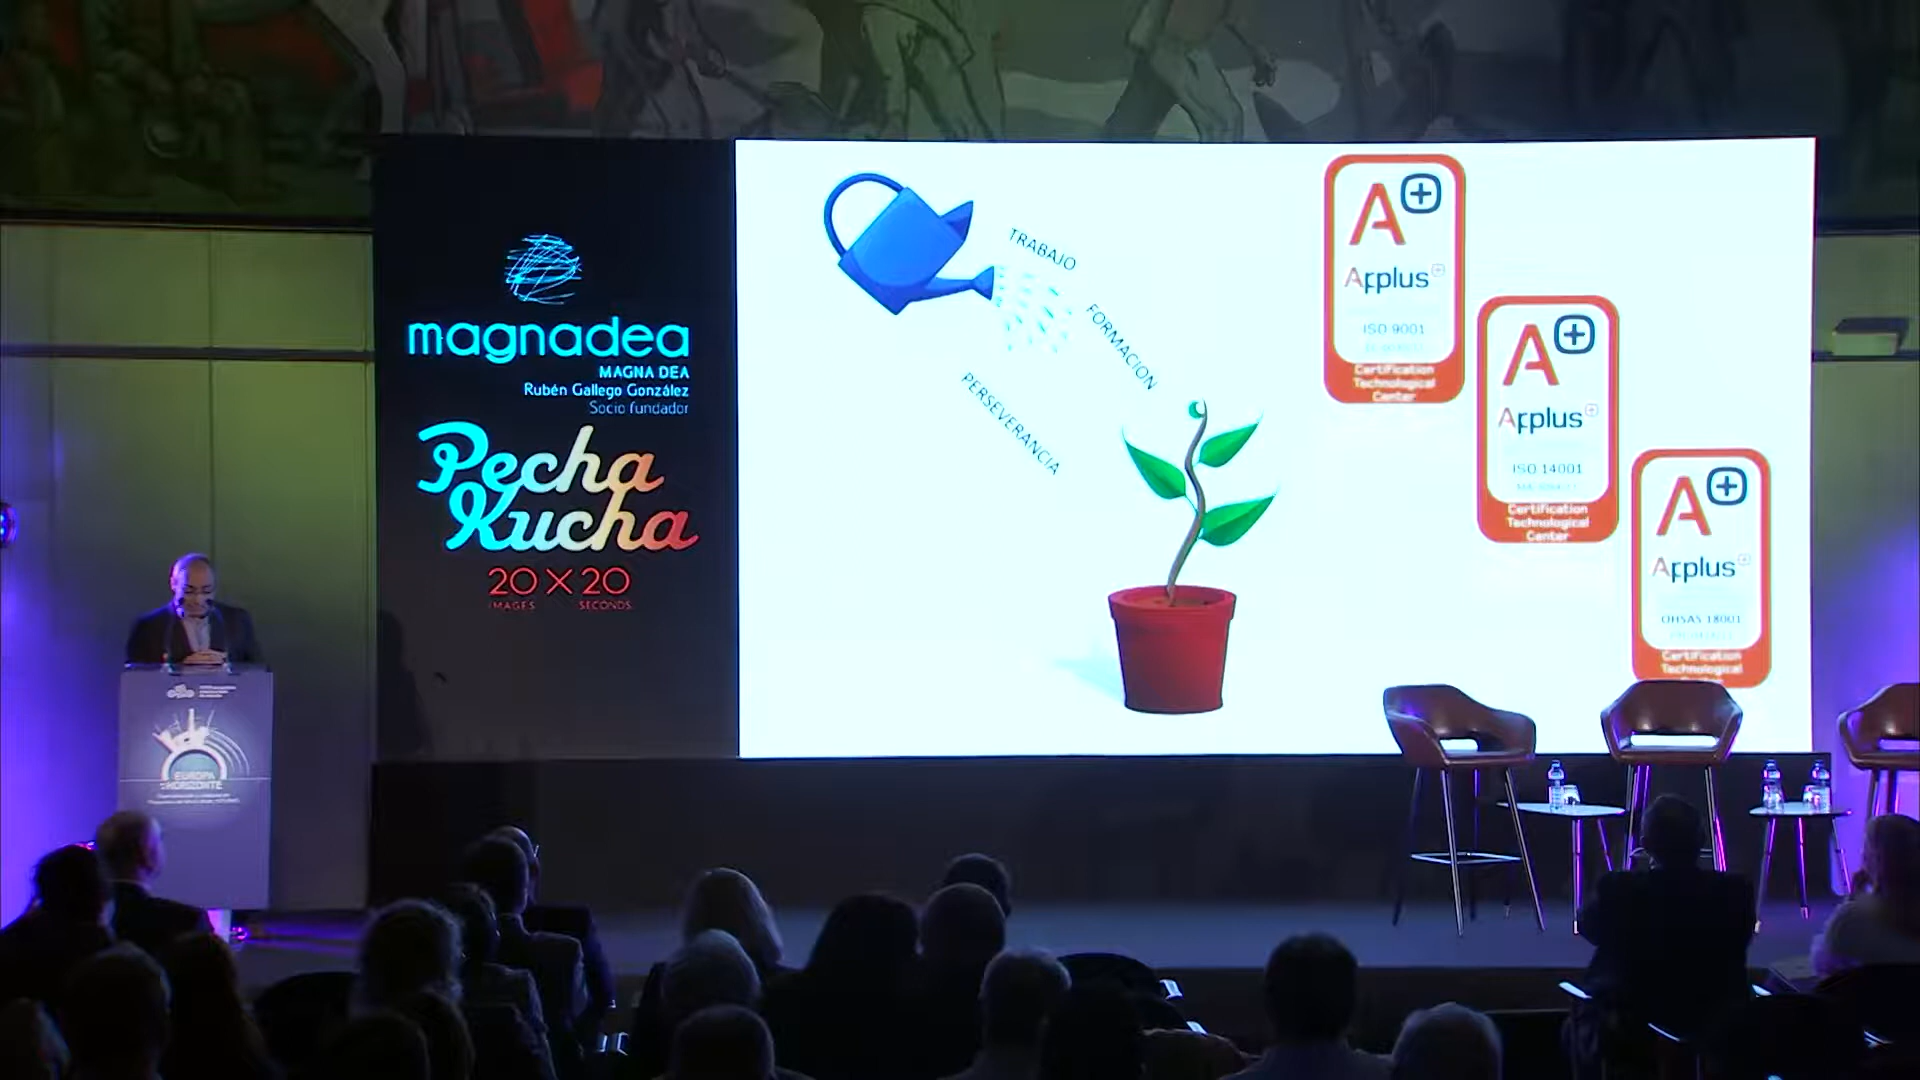 magnadea
MAGNA DEA
Rubén Gallego González
Socio fundador
Pecha
Kucha
20 X 20
IMAGES SECONDS
TRABAJO
FORMACION
PERSEVERANCIA
A+
Applus+
ISO 9001
Certification
Technological
Center
A+
Applus+
ISO 14001
Certification
Technological
Center
A+
Applus+
OHSAS 18001
Certification
Technological
Center
EUROPA
HORIZONTE